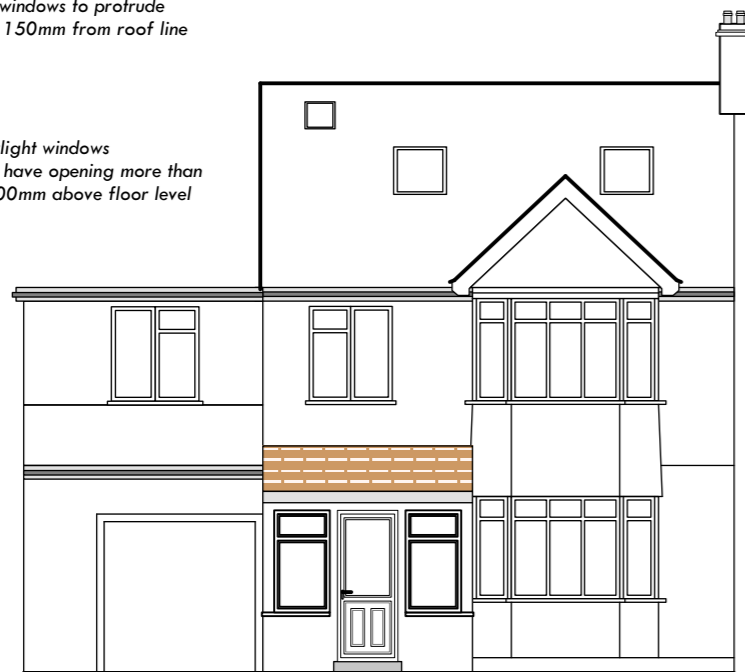 windows to protrude
150mm from roof line
light windows
have opening more than
00mm above floor level